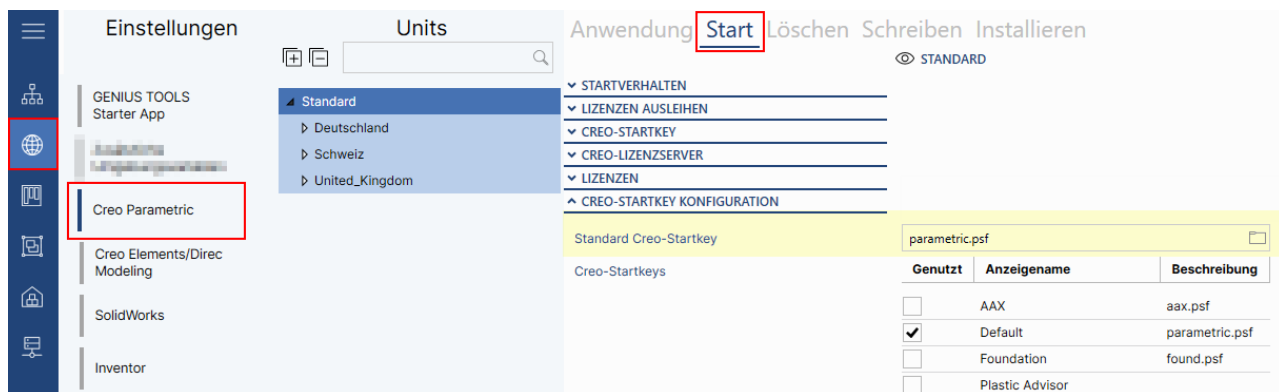 Einstellungen
GENIUS TOOLS
Starter App
Creo Parametric
Creo Elements/Direc
Modeling
SolidWorks
Inventor
Units
Standard
Deutschland
Schweiz
United_Kingdom
Anwendung Start Löschen Schreiben Installieren
STANDARD
STARTVERHALTEN
LIZENZEN AUSLEIHEN
CREO-STARTKEY
CREO-LIZENZSERVER
LIZENZEN
CREO-STARTKEY KONFIGURATION
Standard Creo-Startkey parametric.psf
Creo-Startkeys
Genutzt Anzeigename Beschreibung
AAX aax.psf
Default parametric.psf
Foundation found.psf
Plastic Advisor